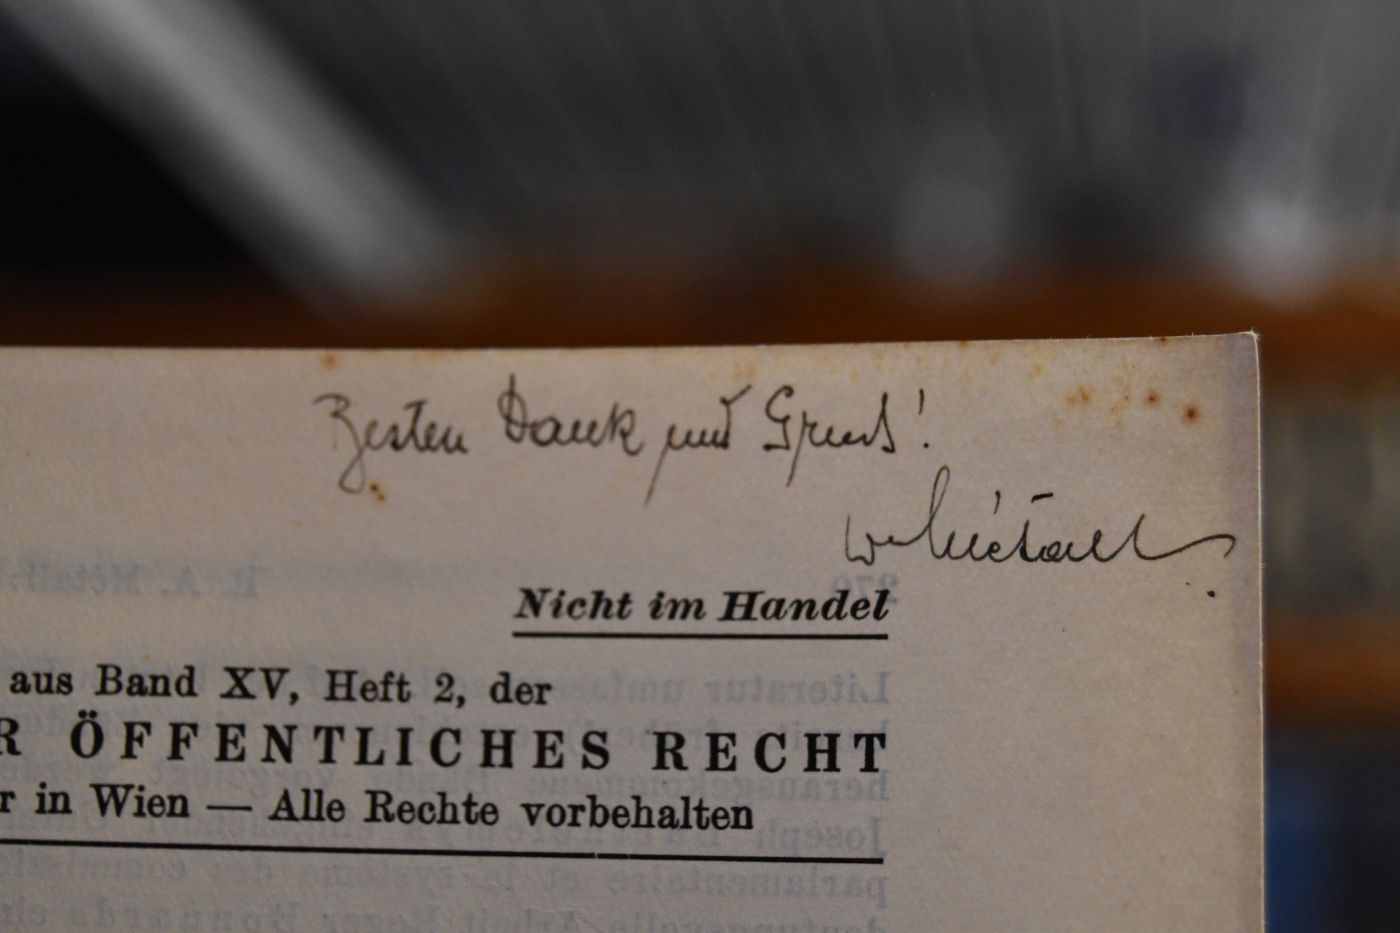 Besten Dank und Gruß!
Métall
Nicht im Handel
aus Band XV, Heft 2, der
R ÖFFENTLICHES RECHT
r in Wien — Alle Rechte vorbehalten